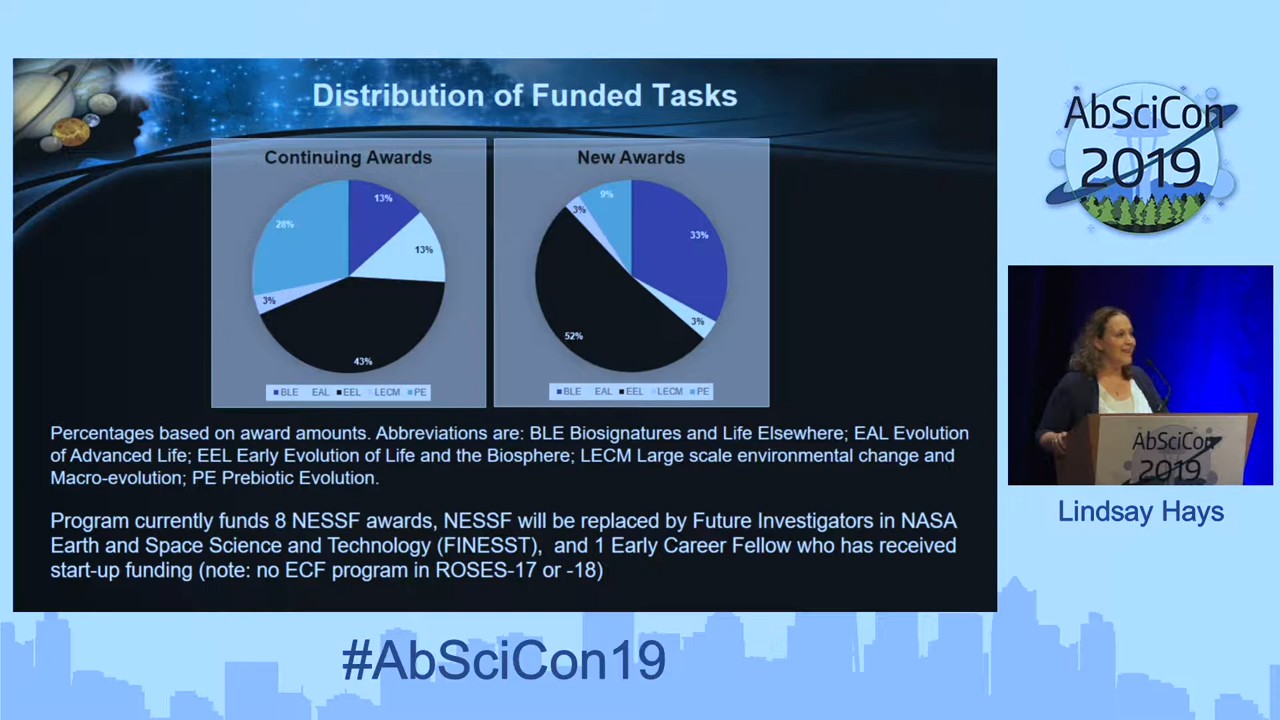 Distribution of Funded Tasks
Continuing Awards
13%
13%
43%
3%
28%
BLE EAL EEL LECM PE
New Awards
33%
3%
52%
3%
9%
BLE EAL EEL LECM PE
Percentages based on award amounts. Abbreviations are: BLE Biosignatures and Life Elsewhere; EAL Evolution
of Advanced Life; EEL Early Evolution of Life and the Biosphere; LECM Large scale environmental change and
Macro-evolution; PE Prebiotic Evolution.
Program currently funds 8 NESSF awards, NESSF will be replaced by Future Investigators in NASA
Earth and Space Science and Technology (FINESST), and 1 Early Career Fellow who has received
start-up funding (note: no ECF program in ROSES-17 or -18)
AbSciCon
2019
AbSciCon
2019
Lindsay Hays
#AbSciCon19